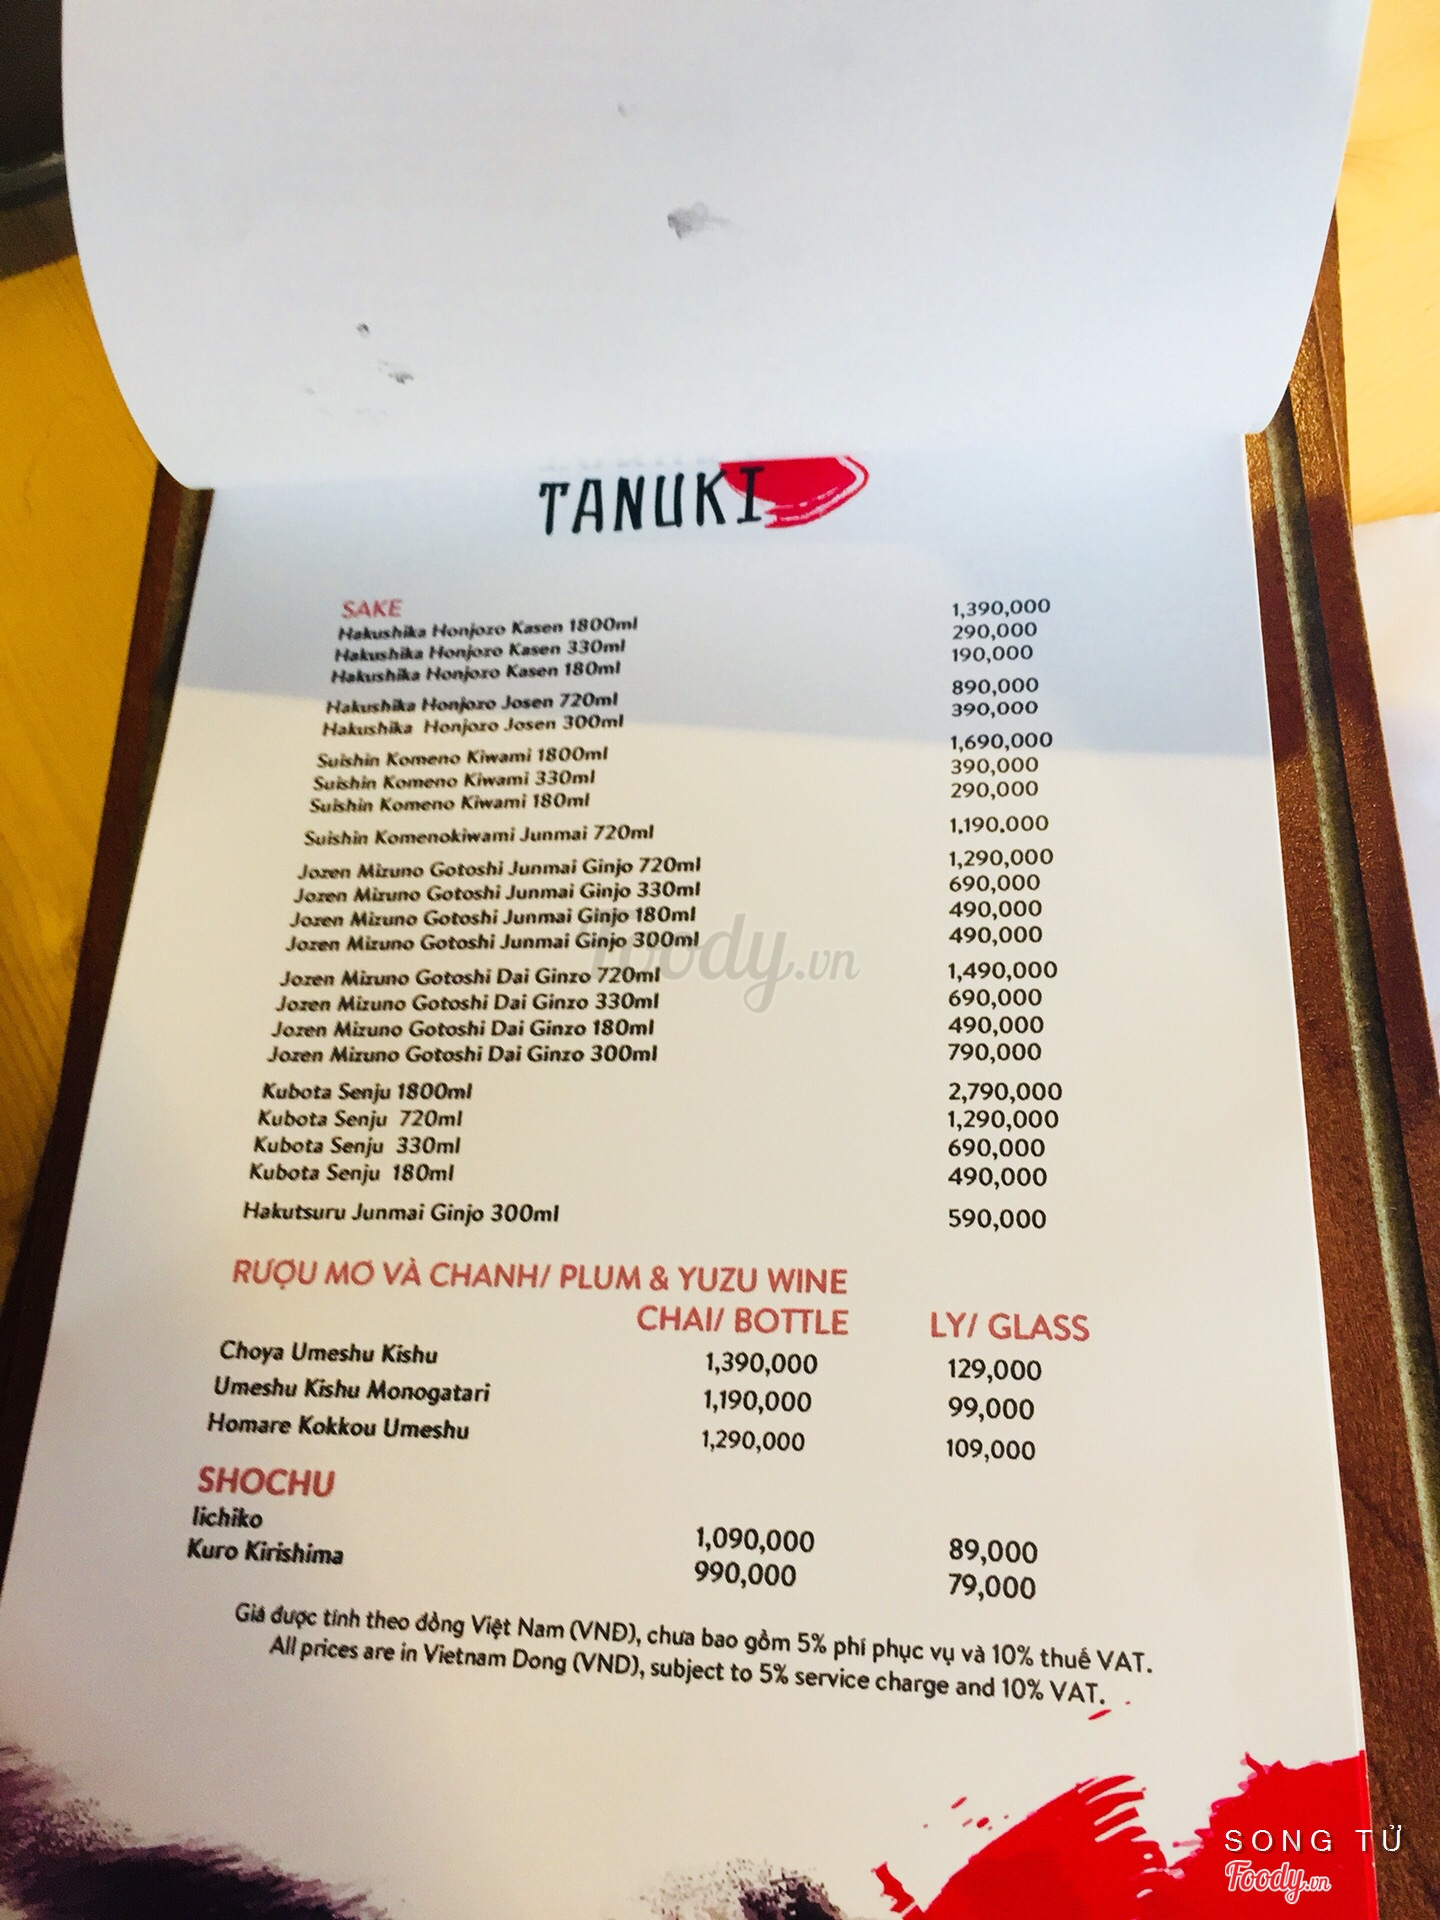 TANUKI
SAKE
Hakushika Honjozo Kasen 1800ml 1,390,000
Hakushika Honjozo Kasen 330ml 290,000
Hakushika Honjozo Kasen 180ml 190,000
Hakushika Honjozo Josen 720ml 890,000
Hakushika Honjozo Josen 300ml 390,000
Suishin Komeno Kiwami 1800ml 1,690,000
Suishin Komeno Kiwami 330ml 390,000
Suishin Komeno Kiwami 180ml 290,000
Suishin Komenokiwami Junmai 720ml 1.190.000
Jozen Mizuno Gotoshi Junmai Ginjo 720ml 1,290,000
Jozen Mizuno Gotoshi Junmai Ginjo 330ml 690,000
Jozen Mizuno Gotoshi Junmai Ginjo 180ml 490,000
Jozen Mizuno Gotoshi Junmai Ginjo 300ml 490,000
foody.vn
Jozen Mizuno Gotoshi Dai Ginzo 720ml 1,490,000
Jozen Mizuno Gotoshi Dai Ginzo 330ml 690,000
Jozen Mizuno Gotoshi Dai Ginzo 180ml 490,000
Jozen Mizuno Gotoshi Dai Ginzo 300ml 790,000
Kubota Senju 1800ml 2,790,000
Kubota Senju 720ml 1,290,000
Kubota Senju 330ml 690,000
Kubota Senju 180ml 490,000
Hakutsuru Junmai Ginjo 300ml 590,000
RƯỢU MƠ VÀ CHANH/ PLUM & YUZU WINE
CHAI/ BOTTLE LY/ GLASS
Choya Umeshu Kishu 1,390,000 129,000
Umeshu Kishu Monogatari 1,190,000 99,000
Homare Kokkou Umeshu 1,290,000 109,000
SHOCHU
Iichiko 1,090,000 89,000
Kuro Kirishima 990,000 79,000
Giá được tính theo đồng Việt Nam (VNĐ), chưa bao gồm 5% phí phục vụ và 10% thuế VAT.
All prices are in Vietnam Dong (VND), subject to 5% service charge and 10% VAT.
SONG TỬ
Foody.vn